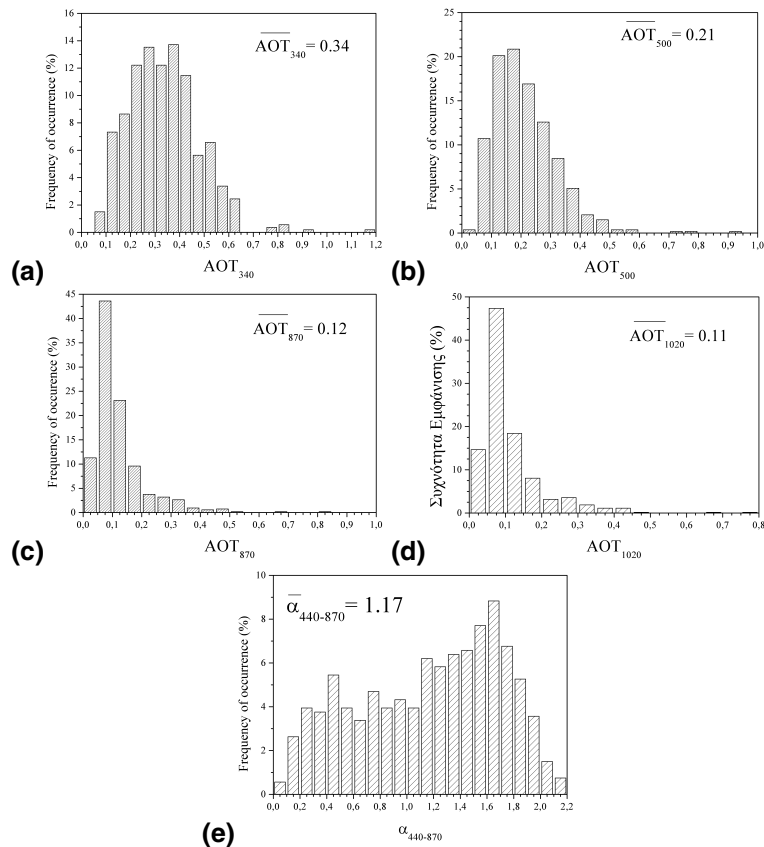 Frequency of occurrence (%)
16
14
12
10
8
6
4
2
0
0,0 0,1 0,2 0,3 0,4 0,5 0,6 0,7 0,8 0,9 1,0 1,1 1,2
AOT340 = 0.34
AOT340
(a)
Frequency of occurrence (%)
25
20
15
10
5
0
0,0 0,1 0,2 0,3 0,4 0,5 0,6 0,7 0,8 0,9 1,0
AOT500 = 0.21
AOT500
(b)
Frequency of occurence (%)
45
40
35
30
25
20
15
10
5
0
0,0 0,1 0,2 0,3 0,4 0,5 0,6 0,7 0,8 0,9 1,0
AOT870 = 0.12
AOT870
(c)
Συχνότητα Εμφάνισης (%)
50
40
30
20
10
0
0,0 0,1 0,2 0,3 0,4 0,5 0,6 0,7 0,8
AOT1020 = 0.11
AOT1020
(d)
Frequency of occurrence (%)
10
8
6
4
2
0
0,0 0,2 0,4 0,6 0,8 1,0 1,2 1,4 1,6 1,8 2,0 2,2
α440-870 = 1.17
α440-870
(e)